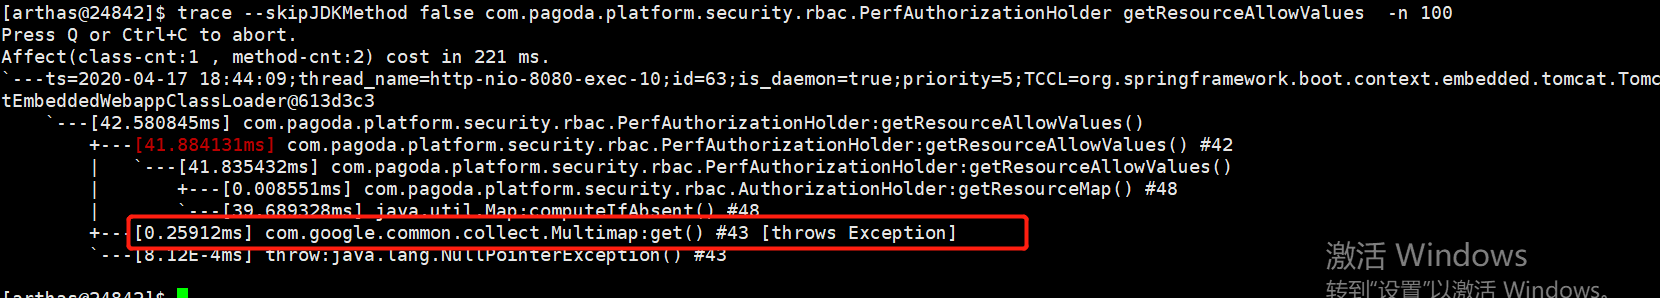 [arthas@24842]$ trace --skipJDKMethod false com.pagoda.platform.security.rbac.PerfAuthorizationHolder getResourceAllowValues  -n 100
Press Q or Ctrl+C to abort.
Affect(class-cnt:1 , method-cnt:2) cost in 221 ms.
`---ts=2020-04-17 18:44:09;thread_name=http-nio-8080-exec-10;id=63;is_daemon=true;priority=5;TCCL=org.springframework.boot.context.embedded.tomcat.Tomc
tEmbeddedWebappClassLoader@613d3c3
    `---[42.580845ms] com.pagoda.platform.security.rbac.PerfAuthorizationHolder:getResourceAllowValues()
        +---[41.884131ms] com.pagoda.platform.security.rbac.PerfAuthorizationHolder:getResourceAllowValues() #42
        |   `---[41.835432ms] com.pagoda.platform.security.rbac.PerfAuthorizationHolder:getResourceAllowValues()
        |       +---[0.008551ms] com.pagoda.platform.security.rbac.AuthorizationHolder:getResourceMap() #48
        |       `---[39.689328ms] java.util.Map:computeIfAbsent() #48
        +---[0.25912ms] com.google.common.collect.Multimap:get() #43 [throws Exception]
        `---[8.12E-4ms] throw:java.lang.NullPointerException() #43
激活 Windows
转到"设置"以激活 Windows。
[arthas@24842]$